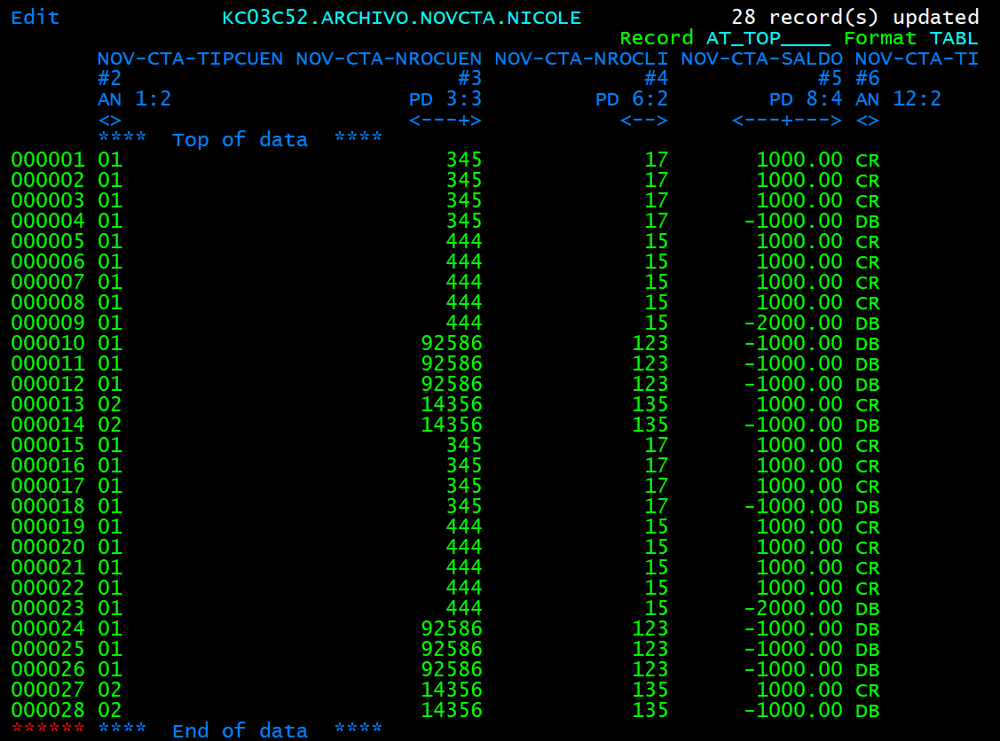 Edit KC03C52.ARCHIVO.NOVCTA.NICOLE 28 record(s) updated
Record AT_TOP____ Format TABL
NOV-CTA-TIPCUEN NOV-CTA-NROCUEN NOV-CTA-NROCLI NOV-CTA-SALDO NOV-CTA-TI
#2 #3 #4 #5 #6
AN 1:2 PD 3:3 PD 6:2 PD 8:4 AN 12:2
<> <---+> <--> <---+---> <>
**** Top of data ****
000001 01 345 17 1000.00 CR
000002 01 345 17 1000.00 CR
000003 01 345 17 1000.00 CR
000004 01 345 17 -1000.00 DB
000005 01 444 15 1000.00 CR
000006 01 444 15 1000.00 CR
000007 01 444 15 1000.00 CR
000008 01 444 15 1000.00 CR
000009 01 444 15 -2000.00 DB
000010 01 92586 123 -1000.00 DB
000011 01 92586 123 -1000.00 DB
000012 01 92586 123 -1000.00 DB
000013 02 14356 135 1000.00 CR
000014 02 14356 135 -1000.00 DB
000015 01 345 17 1000.00 CR
000016 01 345 17 1000.00 CR
000017 01 345 17 1000.00 CR
000018 01 345 17 -1000.00 DB
000019 01 444 15 1000.00 CR
000020 01 444 15 1000.00 CR
000021 01 444 15 1000.00 CR
000022 01 444 15 1000.00 CR
000023 01 444 15 -2000.00 DB
000024 01 92586 123 -1000.00 DB
000025 01 92586 123 -1000.00 DB
000026 01 92586 123 -1000.00 DB
000027 02 14356 135 1000.00 CR
000028 02 14356 135 -1000.00 DB
****** **** End of data ****